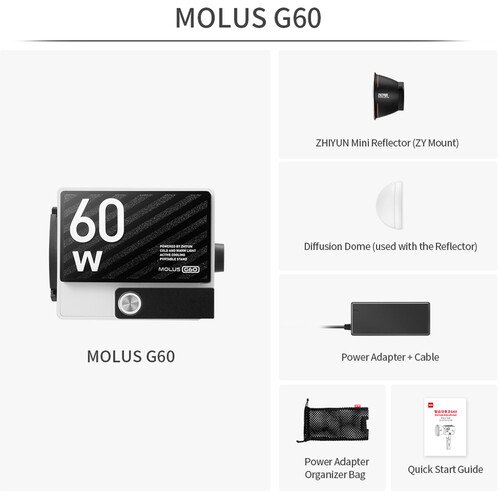 MOLUS G60
ZHIYUN Mini Reflector (ZY Mount)
60
W
POWERED BY ZHIYUN
COLD AND WARM LIGHT
ACTIVE COOLING
PORTABLE STAND
MOLUS G60
MOLUS G60
Diffusion Dome (used with the Reflector)
Power Adapter + Cable
Power Adapter
Organizer Bag
Quick Start Guide